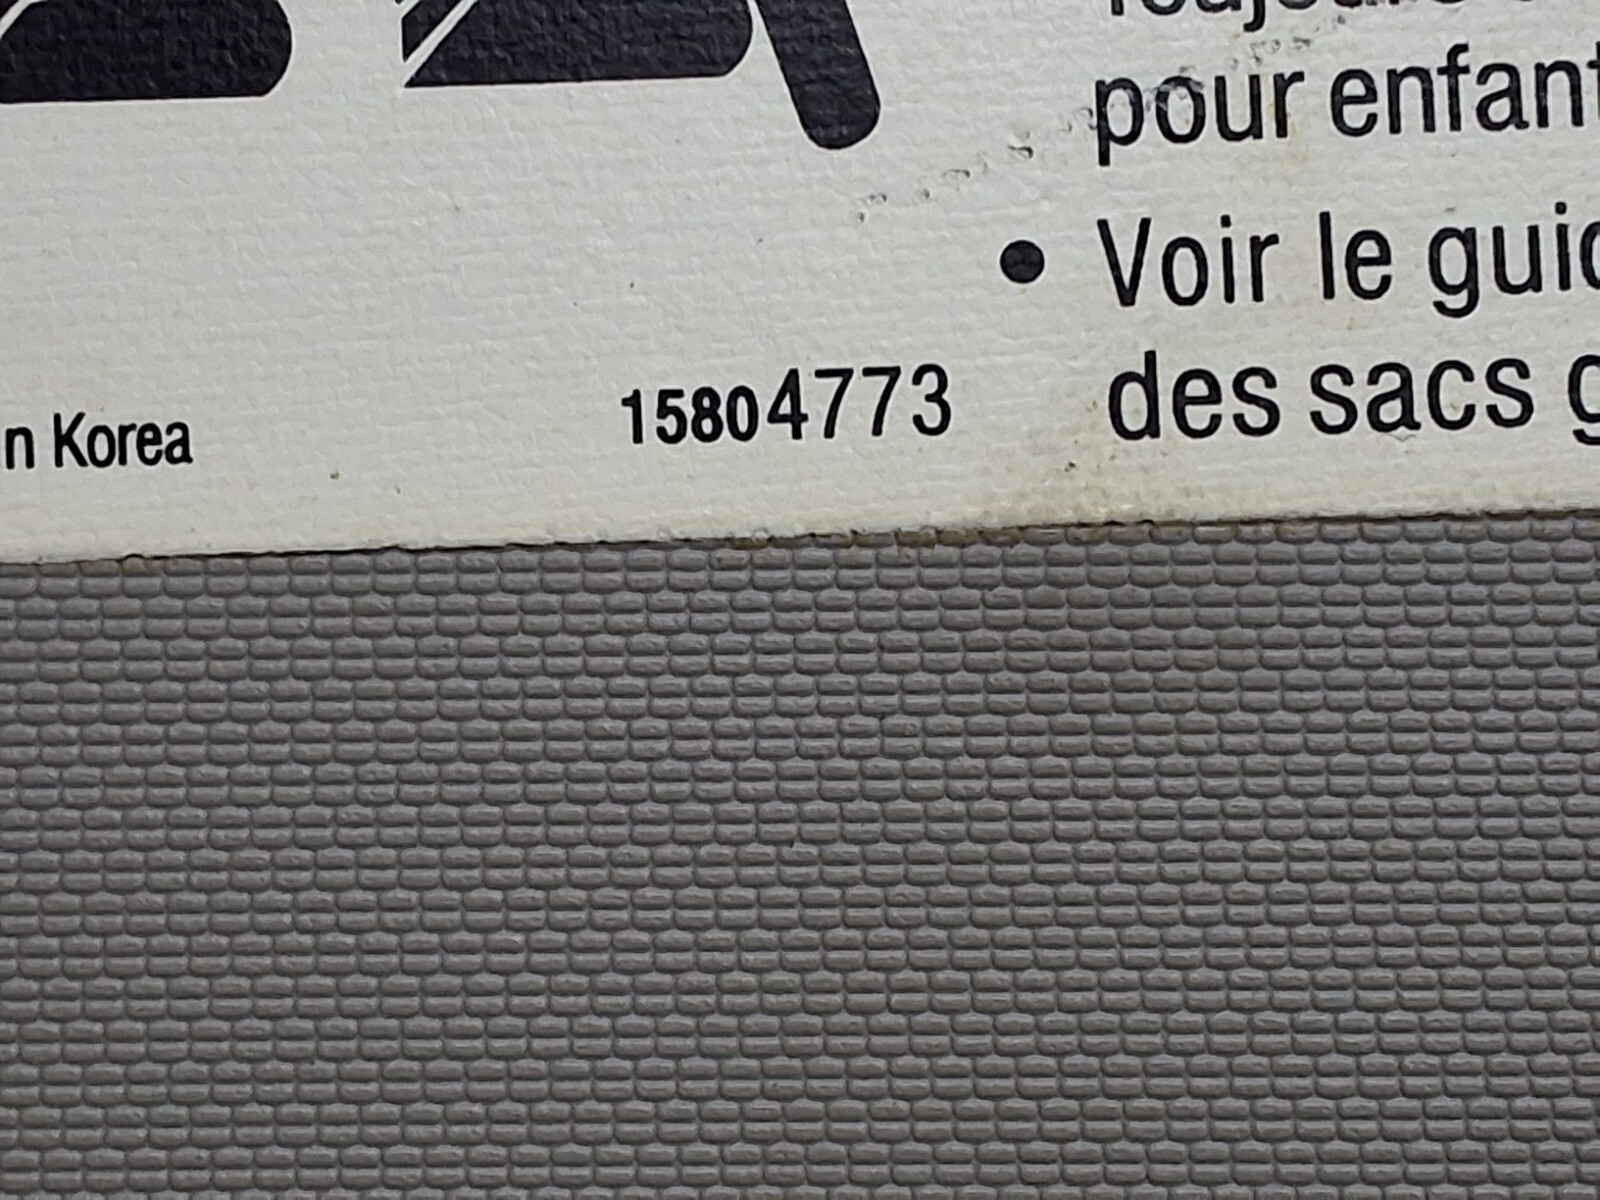 pour enfant
• Voir le guid
des sacs g
15804773
n Korea